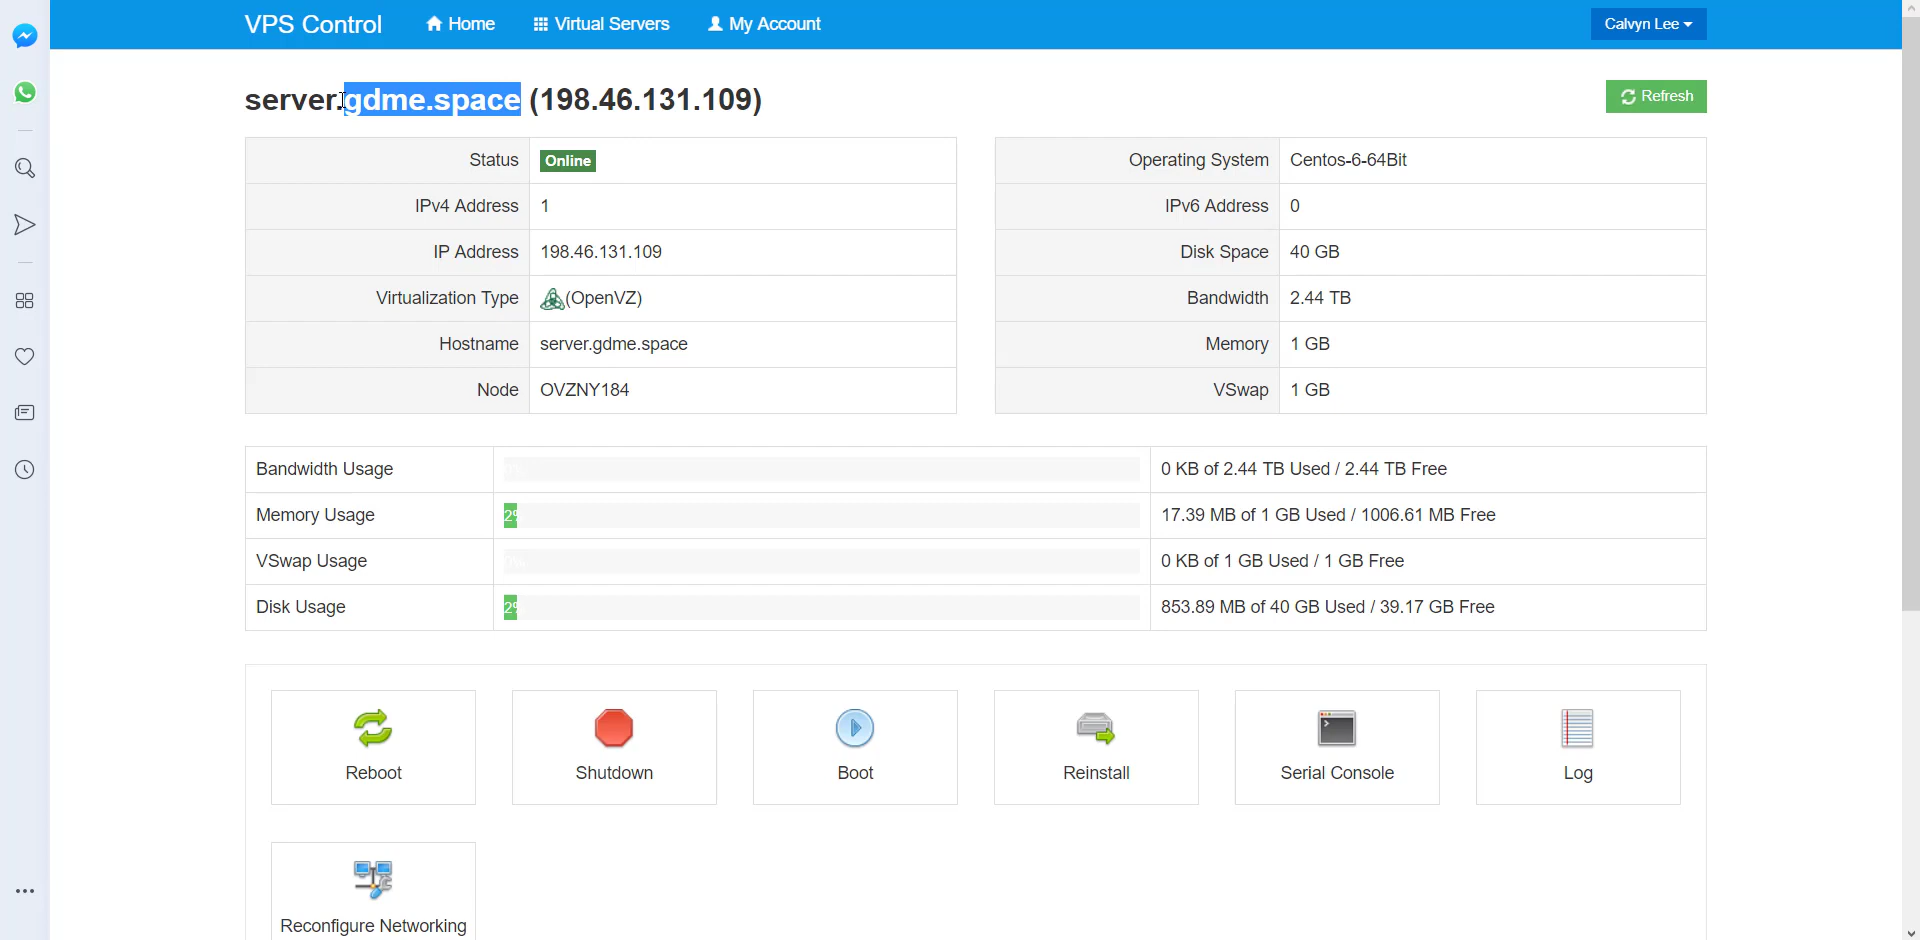 VPS Control
Home
Virtual Servers
My Account
Calvyn Lee
server.gdme.space (198.46.131.109)
Refresh
Status Online
IPv4 Address 1
IP Address 198.46.131.109
Virtualization Type (OpenVZ)
Hostname server.gdme.space
Node OVZNY184
Operating System Centos-6-64Bit
IPv6 Address 0
Disk Space 40 GB
Bandwidth 2.44 TB
Memory 1 GB
VSwap 1 GB
Bandwidth Usage 0% 0 KB of 2.44 TB Used / 2.44 TB Free
Memory Usage 2% 17.39 MB of 1 GB Used / 1006.61 MB Free
VSwap Usage 0% 0 KB of 1 GB Used / 1 GB Free
Disk Usage 2% 853.89 MB of 40 GB Used / 39.17 GB Free
Reboot
Shutdown
Boot
Reinstall
Serial Console
Log
Reconfigure Networking